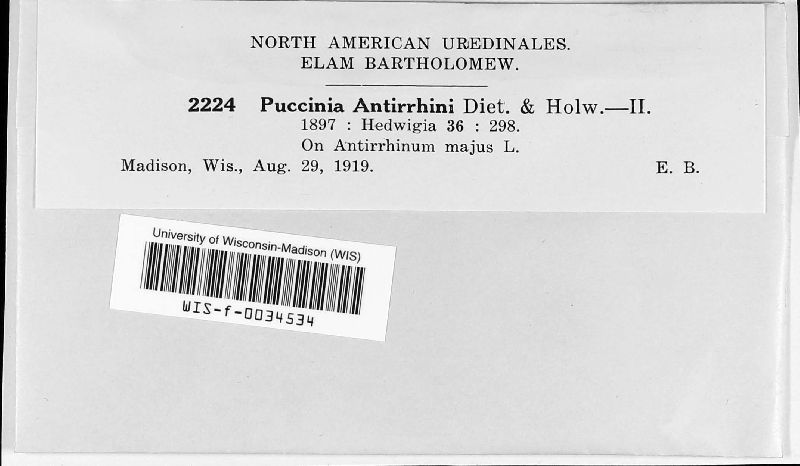 NORTH AMERICAN UREDINALES.
ELAM BARTHOLOMEW.
2224 Puccinia Antirrhini Diet. & Holw.—II.
1897 : Hedwigia 36 : 298.
On Antirrhinum majus L.
Madison, Wis., Aug. 29, 1919. E. B.
University of Wisconsin-Madison (WIS)
WIS-f-0034534